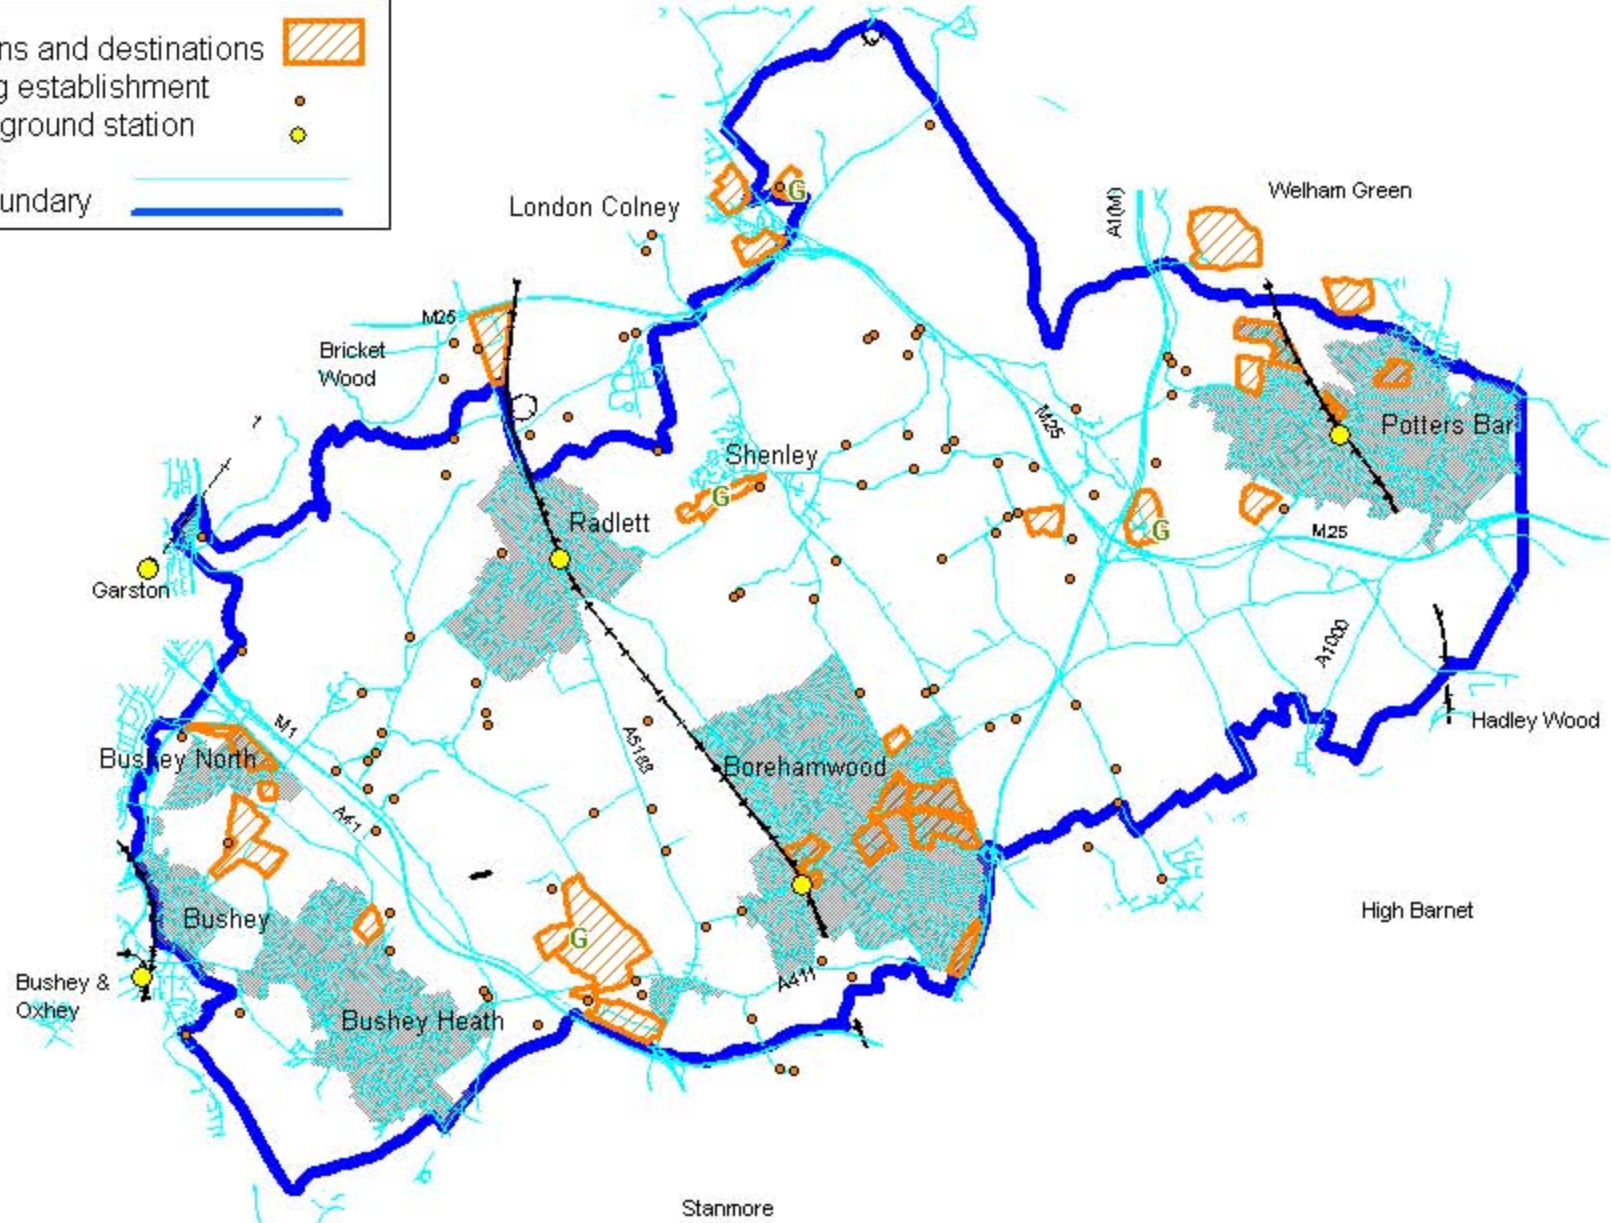 ns and destinations
g establishment
ground station
undary
London Colney
G
Welham Green
A1(M)
M25
Bricket
Wood
M25
Potters Bar
Shenley
G
Radlett
G
M25
Garston
A1000
Hadley Wood
M1
Bushey North
A5183
Borehamwood
A41
High Barnet
Bushey
G
A411
Bushey &
Oxhey
Bushey Heath
Stanmore